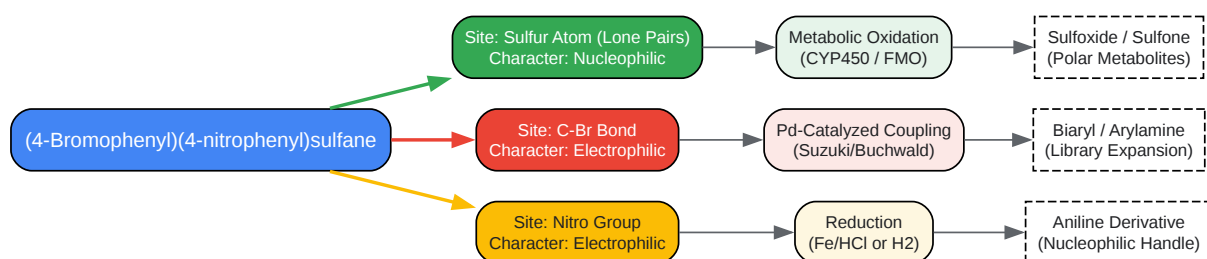 Site: Sulfur Atom (Lone Pairs)
Character: Nucleophilic
Metabolic Oxidation
(CYP450 / FMO)
Sulfoxide / Sulfone
(Polar Metabolites)
(4-Bromophenyl)(4-nitrophenyl)sulfane
Site: C-Br Bond
Character: Electrophilic
Pd-Catalyzed Coupling
(Suzuki/Buchwald)
Biaryl / Arylamine
(Library Expansion)
Site: Nitro Group
Character: Electrophilic
Reduction
(Fe/HCl or H2)
Aniline Derivative
(Nucleophilic Handle)